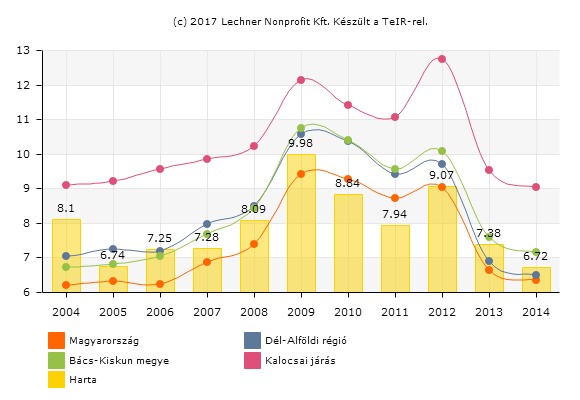 (c) 2017 Lechner Nonprofit Kft. Készült a TeIR-rel.
13
12
11
10
9
8
7
6
8.1
6.74
7.25
7.28
8.09
9.98
8.84
7.94
9.07
7.38
6.72
2004 2005 2006 2007 2008 2009 2010 2011 2012 2013 2014
Magyarország
Dél-Alföldi régió
Bács-Kiskun megye
Kalocsai járás
Harta